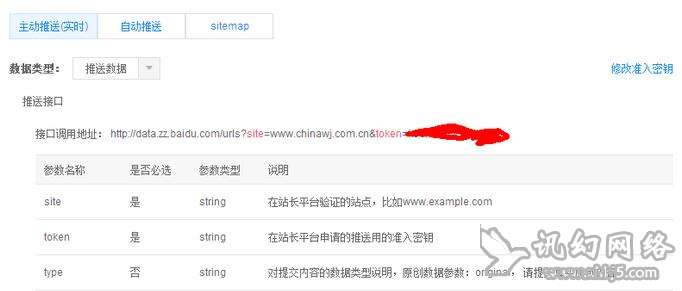 主动推送(实时) 自动推送 sitemap
数据类型： 推送数据 修改准入密钥
推送接口
接口调用地址： http://data.zz.baidu.com/urls?site=www.chinawj.com.cn&token=
参数名称 是否必选 参数类型 说明
site 是 string 在站长平台验证的站点，比如www.example.com
token 是 string 在站长平台申请的推送用的准入密钥
type 否 string 对提交内容的数据类型说明，原创数据参数：original，请提
讯幻网络